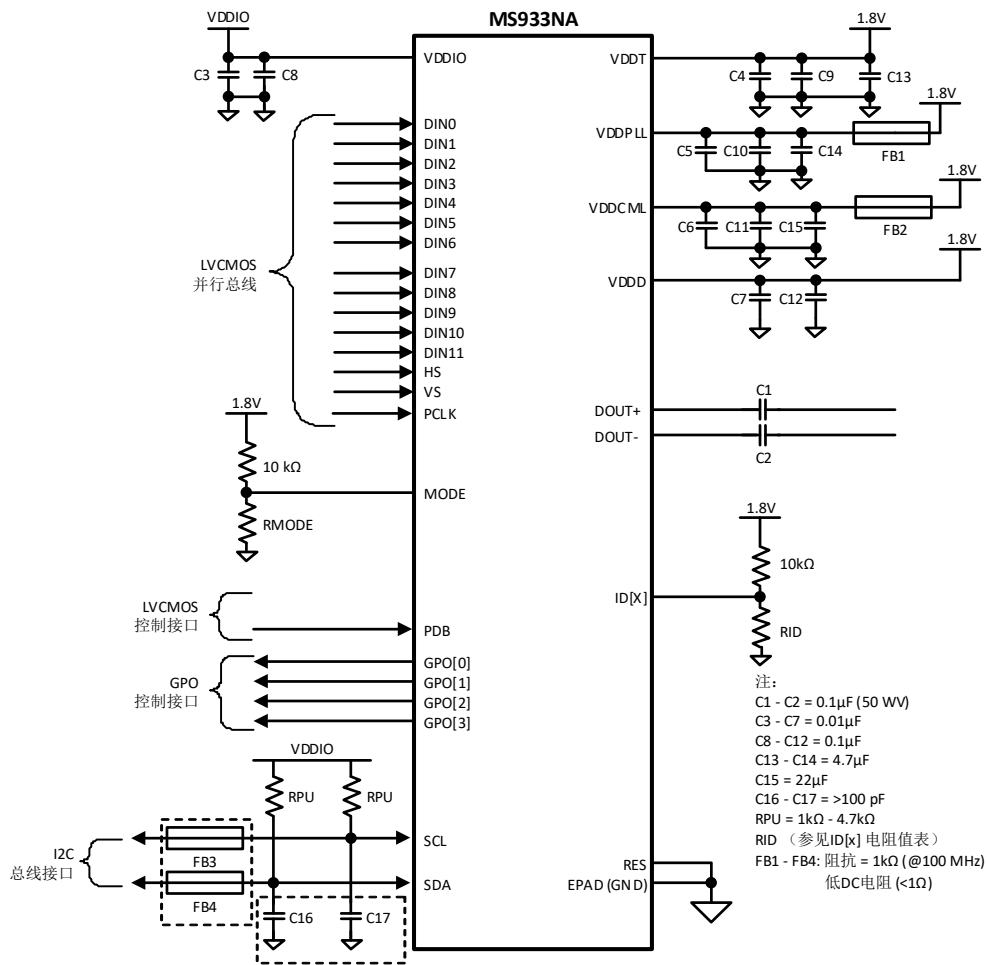 MS933NA
VDDIO
C3
C8
VDDIO
LVCMOS
并行总线
DIN0
DIN1
DIN2
DIN3
DIN4
DIN5
DIN6
DIN7
DIN8
DIN9
DIN10
DIN11
HS
VS
PCLK
1.8V
10 kΩ
RMODE
MODE
LVCMOS
控制接口
PDB
GPO
控制接口
GPO[0]
GPO[1]
GPO[2]
GPO[3]
VDDIO
RPU
RPU
I2C
总线接口
FB3
FB4
SCL
SDA
C16
C17
1.8V
VDDT
C4
C9
C13
1.8V
VDDPLL
C5
C10
C14
FB1
1.8V
VDDCML
C6
C11
C15
FB2
1.8V
VDDD
C7
C12
DOUT+
DOUT-
C1
C2
1.8V
10kΩ
ID[X]
RID
RES
EPAD (GND)
注：
C1 - C2 = 0.1µF (50 WV)
C3 - C7 = 0.01µF
C8 - C12 = 0.1µF
C13 - C14 = 4.7µF
C15 = 22µF
C16 - C17 = >100 pF
RPU = 1kΩ - 4.7kΩ
RID （参见ID[x] 电阻值表）
FB1 - FB4: 阻抗 = 1kΩ (@100 MHz)
低DC电阻 (<1Ω)